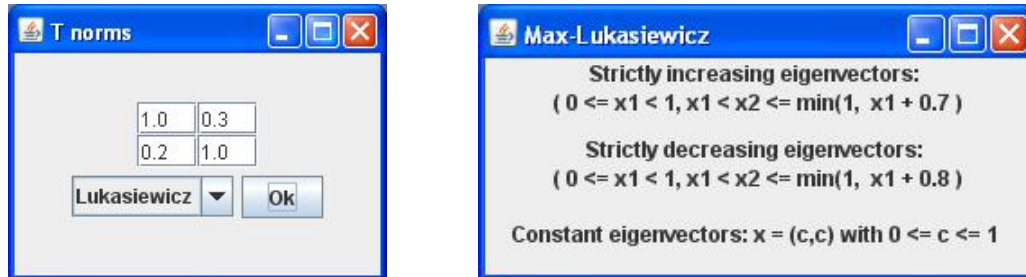 T norms
1.0 0.3
0.2 1.0
Lukasiewicz Ok
Max-Lukasiewicz
Strictly increasing eigenvectors:
( 0 <= x1 < 1, x1 < x2 <= min(1, x1 + 0.7 )
Strictly decreasing eigenvectors:
( 0 <= x1 < 1, x1 < x2 <= min(1, x1 + 0.8 )
Constant eigenvectors: x = (c,c) with 0 <= c <= 1